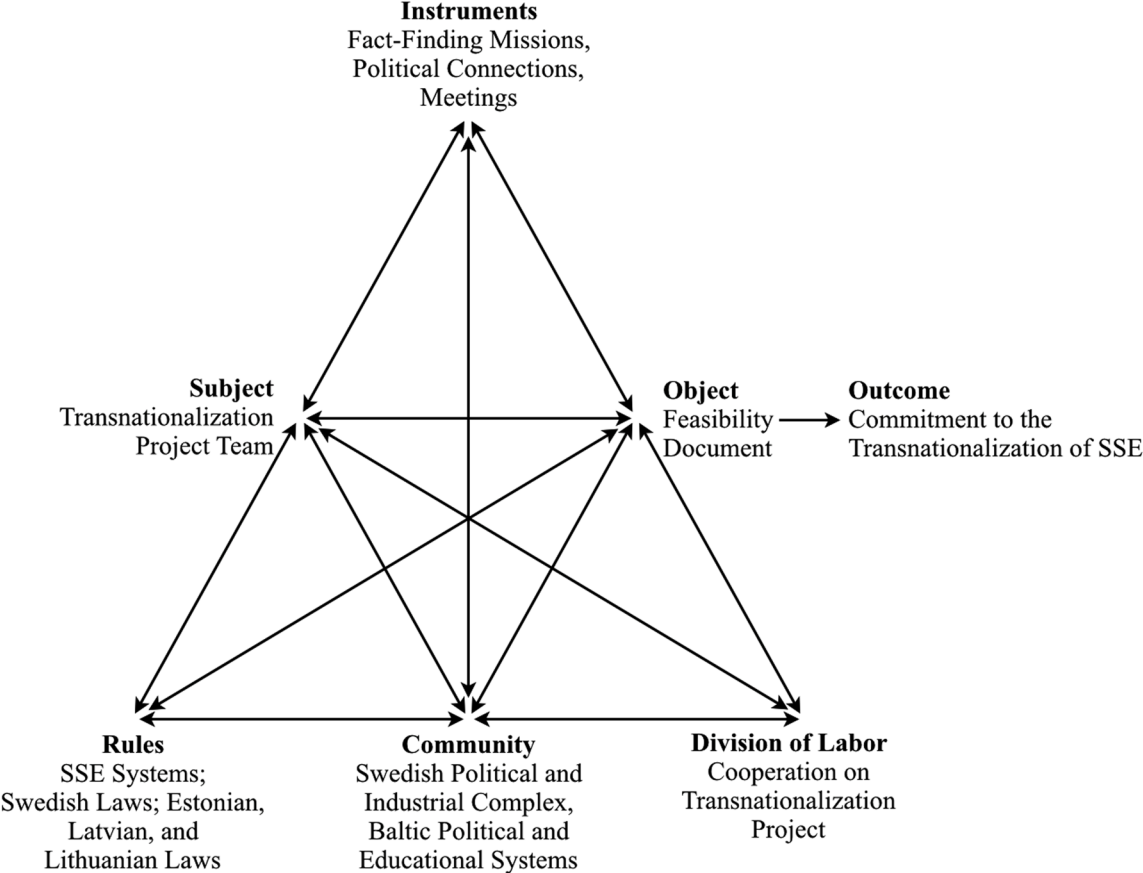 Instruments
Fact-Finding Missions,
Political Connections,
Meetings
Subject
Transnationalization
Project Team
Object
Feasibility
Document
Outcome
Commitment to the
Transnationalization of SSE
Rules
SSE Systems;
Swedish Laws; Estonian,
Latvian, and
Lithuanian Laws
Community
Swedish Political and
Industrial Complex,
Baltic Political and
Educational Systems
Division of Labor
Cooperation on
Transnationalization
Project